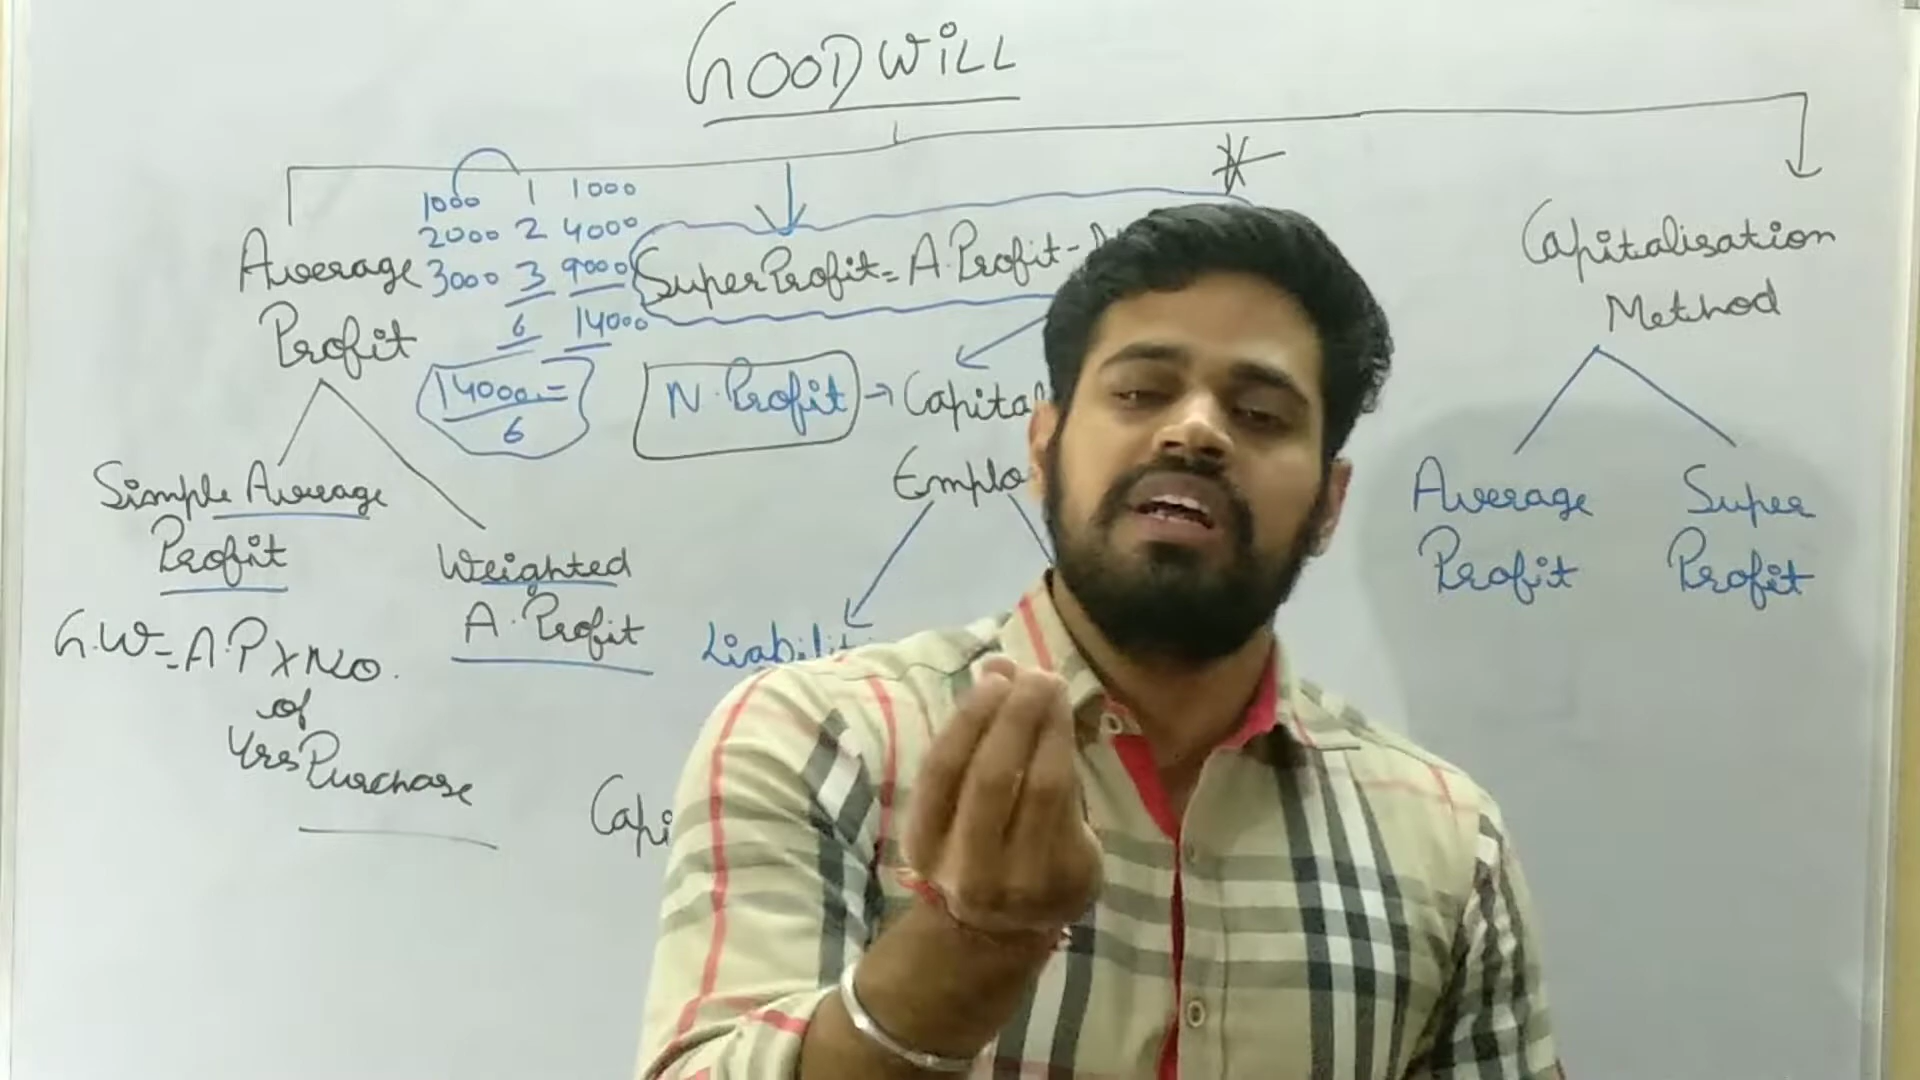 GOODWILL
Average
Profit
1000 1 1000
2000 2 4000
3000 3 9000
6 14000
14000 =
6
Super Profit = A. Profit -
N. Profit → Capital
Emplo
Capitalisation
Method
Simple Average
Profit
Weighted
A. Profit
G.W = A.P X No.
of
Yrs Purchase
Liabilit
Capi
Average
Profit
Super
Profit